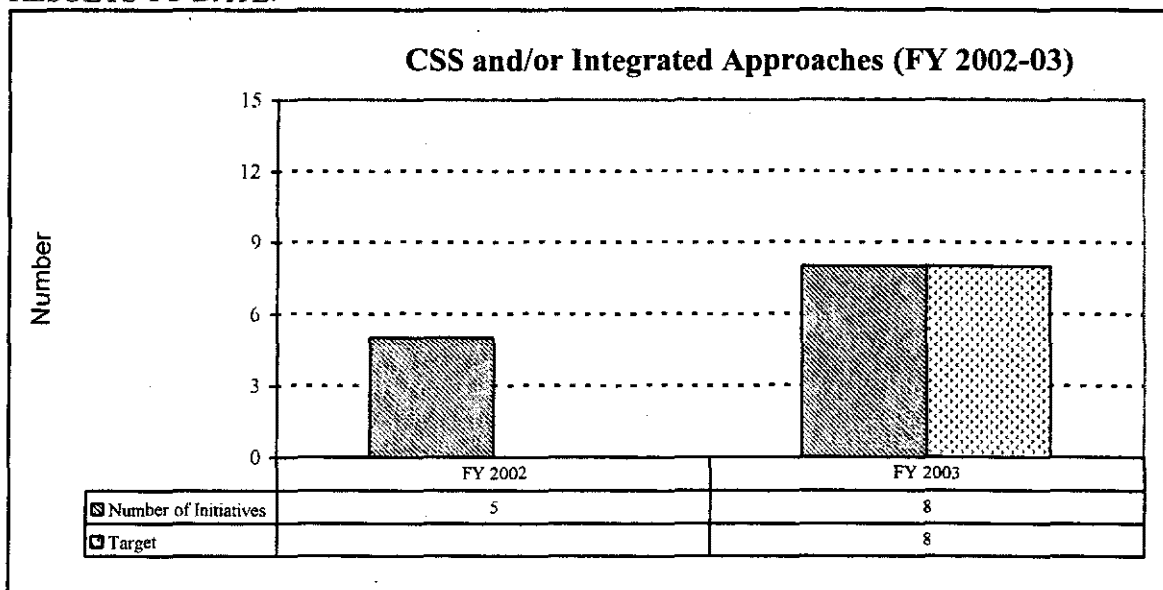 CSS and/or Integrated Approaches (FY 2002-03)
15
12
9
6
3
0
Number
FY 2002 FY 2003
Number of Initiatives 5 8
Target 8